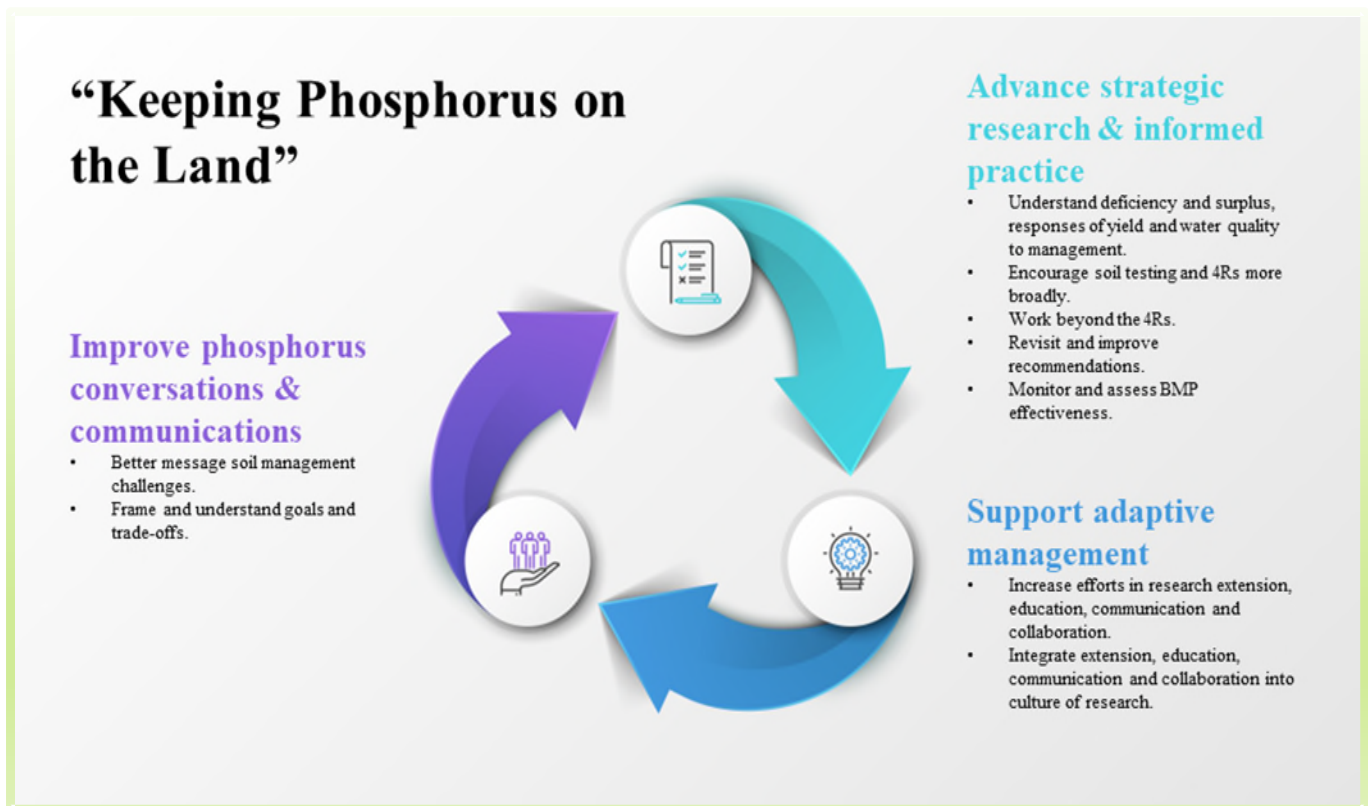 “Keeping Phosphorus on
the Land”
Advance strategic
research & informed
practice
• Understand deficiency and surplus,
responses of yield and water quality
to management.
• Encourage soil testing and 4Rs more
broadly.
• Work beyond the 4Rs.
• Revisit and improve
recommendations.
• Monitor and assess BMP
effectiveness.
Support adaptive
management
• Increase efforts in research extension,
education, communication and
collaboration.
• Integrate extension, education,
communication and collaboration into
culture of research.
Improve phosphorus
conversations &
communications
• Better message soil management
challenges.
• Frame and understand goals and
trade-offs.